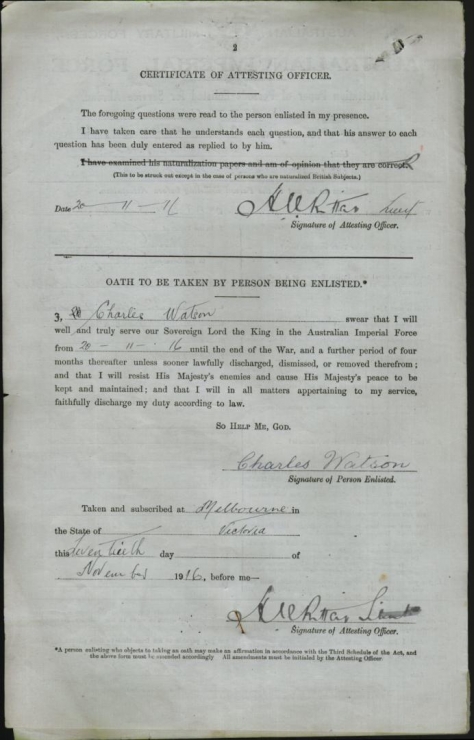 2
CERTIFICATE OF ATTESTING OFFICER.
The foregoing questions were read to the person enlisted in my presence.
I have taken care that he understands each question, and that his answer to each
question has been duly entered as replied to by him.
I have examined his naturalization papers and am of opinion that they are correct.
(This to be struck out except in the case of persons who are naturalized British Subjects.)
Date 20 - 11 - 16
Lieut
Signature of Attesting Officer.
OATH TO BE TAKEN BY PERSON BEING ENLISTED.*
I, Charles Watson swear that I will
well and truly serve our Sovereign Lord the King in the Australian Imperial Force
from 20 - 11 - 16 until the end of the War, and a further period of four
months thereafter unless sooner lawfully discharged, dismissed, or removed therefrom;
and that I will resist His Majesty's enemies and cause His Majesty's peace to be
kept and maintained; and that I will in all matters appertaining to my service,
faithfully discharge my duty according to law.
SO HELP ME, GOD.
Charles Watson
Signature of Person Enlisted.
Taken and subscribed at Melbourne in
the State of Victoria
this twentieth day of
November 1916, before me—
Lieut
Signature of Attesting Officer.
*A person enlisting who objects to taking an oath may make an affirmation in accordance with the Third Schedule of the Act, and
the above form must be amended accordingly. All amendments must be initialed by the Attesting Officer.